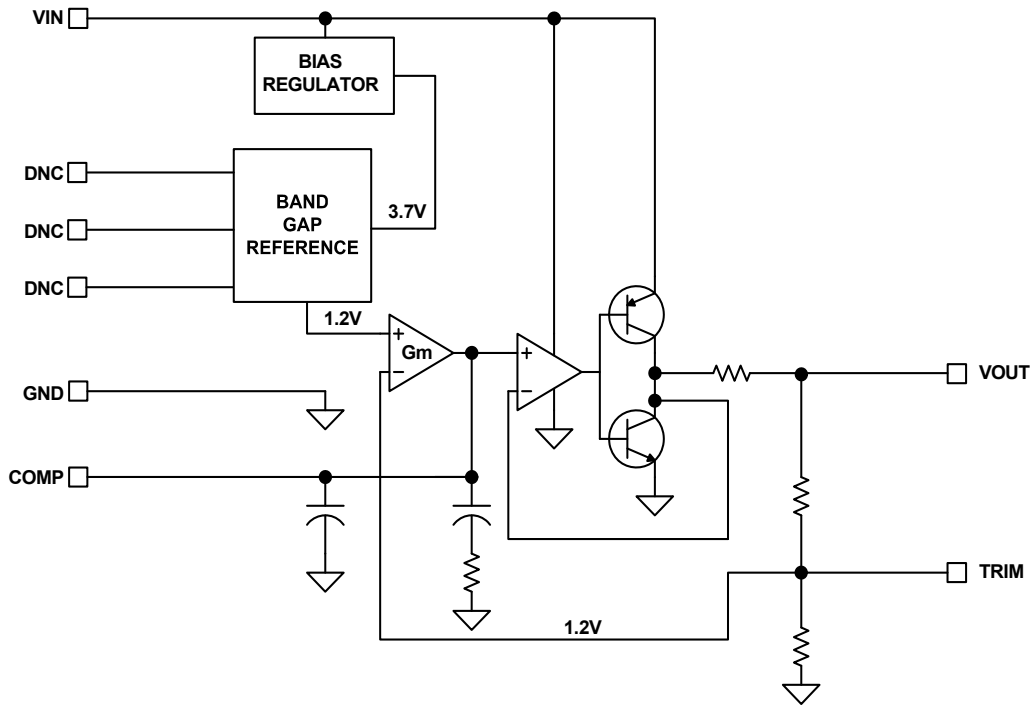 VIN
BIAS
REGULATOR
DNC
BAND
GAP
REFERENCE
3.7V
DNC
DNC
1.2V
+
Gm
−
+
−
VOUT
GND
COMP
TRIM
1.2V